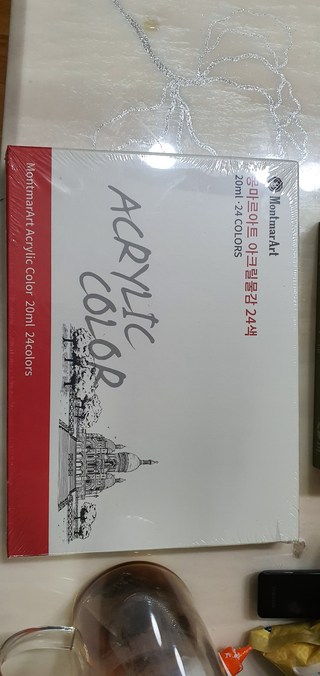 MontmarArt
몽마르아트 아크릴물감 24색
20ml · 24 COLORS
ACRYLIC
COLOR
MontmarArt Acrylic Color 20ml 24colors